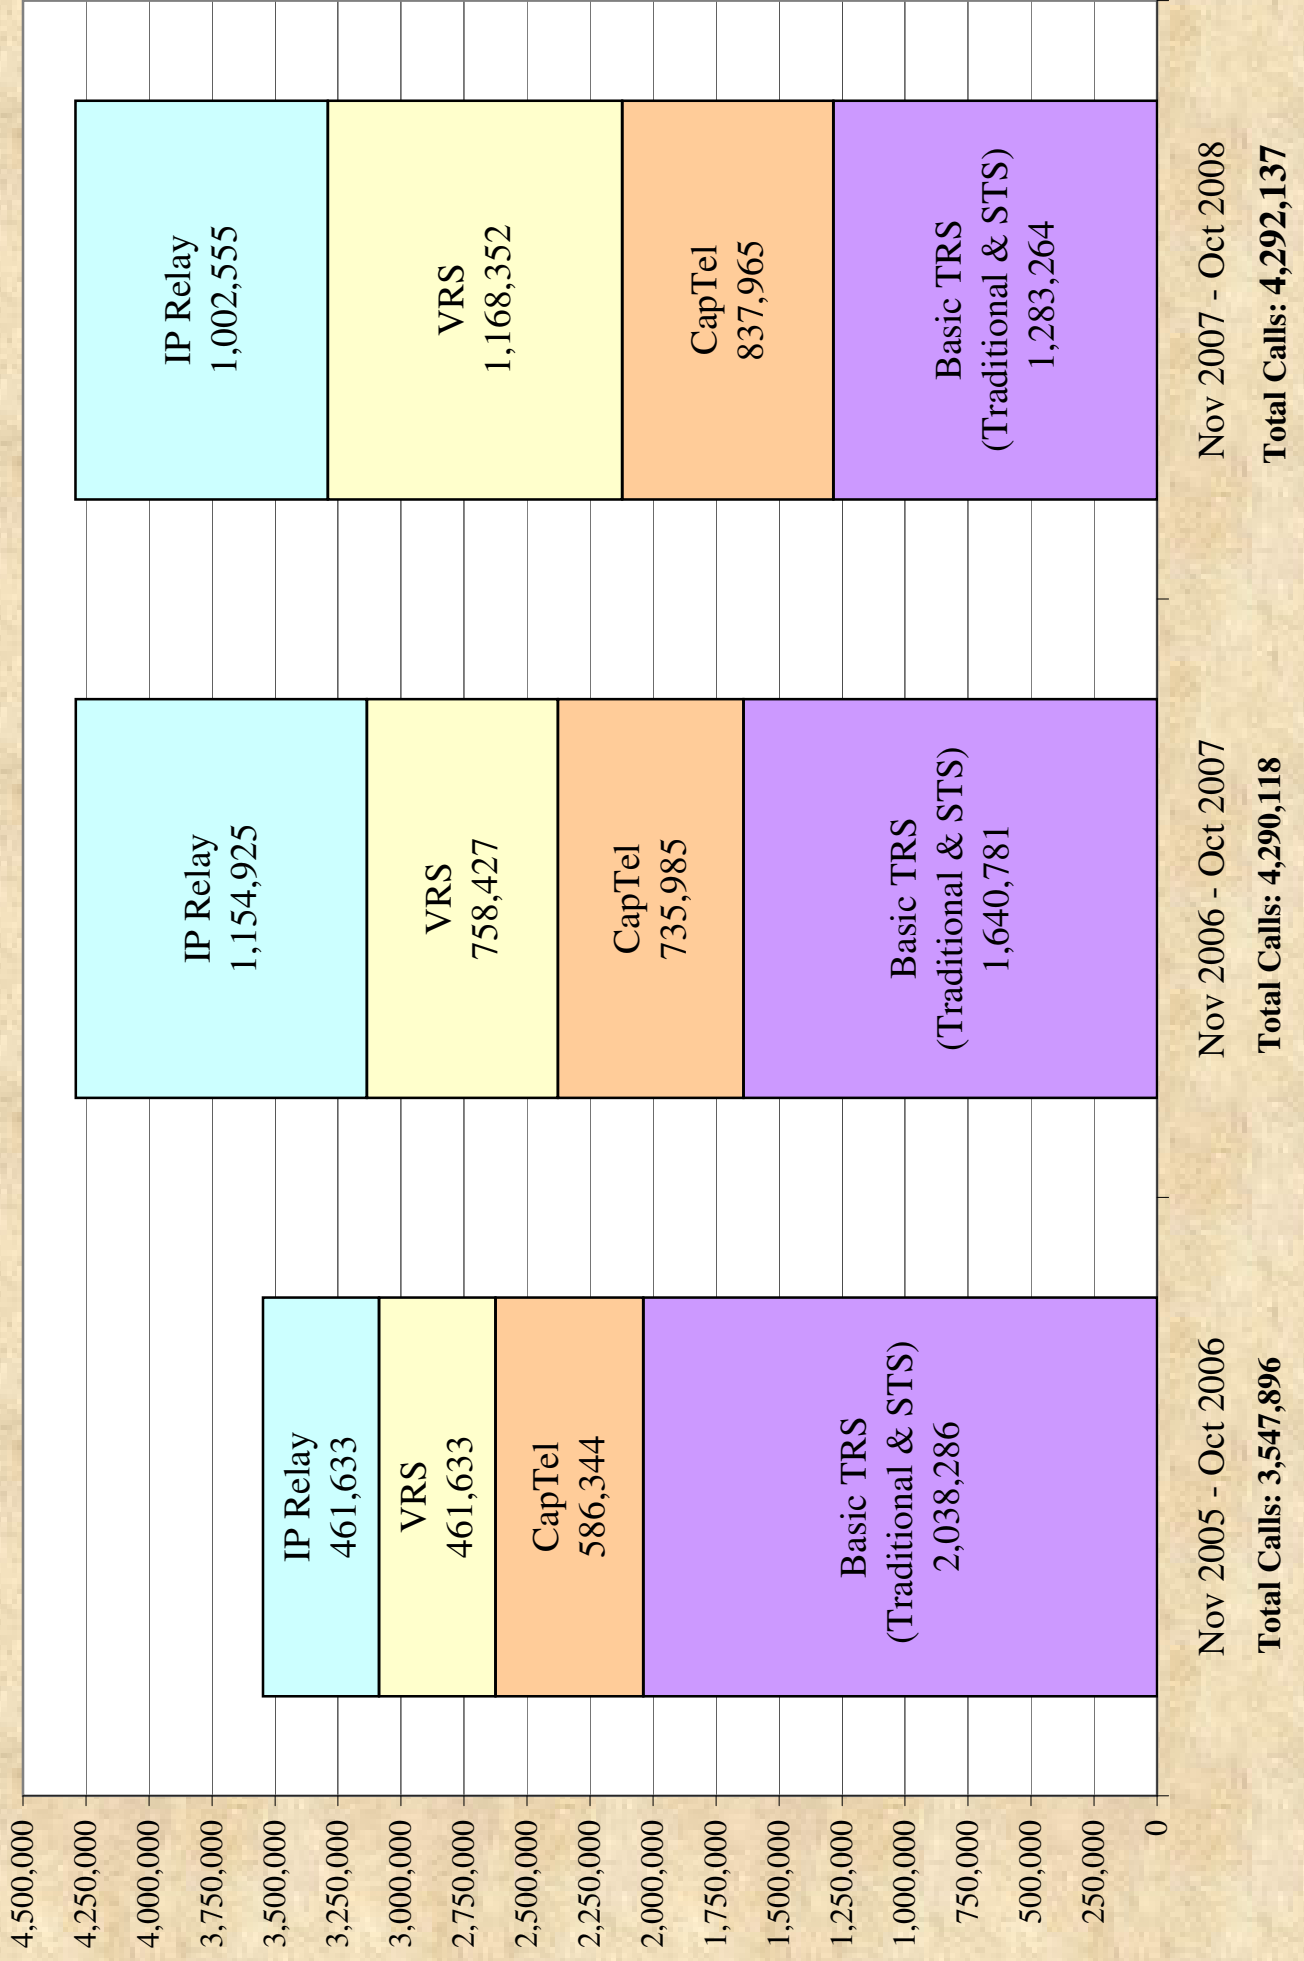 4,500,000
4,250,000
4,000,000
3,750,000
3,500,000
3,250,000
3,000,000
2,750,000
2,500,000
2,250,000
2,000,000
1,750,000
1,500,000
1,250,000
1,000,000
750,000
500,000
250,000
0
IP Relay
461,633
VRS
461,633
CapTel
586,344
Basic TRS
(Traditional & STS)
2,038,286
Nov 2005 - Oct 2006
Total Calls: 3,547,896
IP Relay
1,154,925
VRS
758,427
CapTel
735,985
Basic TRS
(Traditional & STS)
1,640,781
Nov 2006 - Oct 2007
Total Calls: 4,290,118
IP Relay
1,002,555
VRS
1,168,352
CapTel
837,965
Basic TRS
(Traditional & STS)
1,283,264
Nov 2007 - Oct 2008
Total Calls: 4,292,137